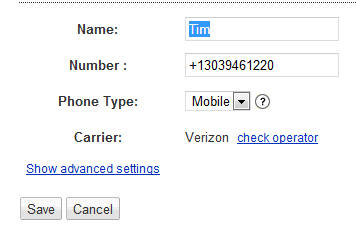 Name: Tim
Number : +13039461220
Phone Type: Mobile ?
Carrier: Verizon check operator
Show advanced settings
Save Cancel